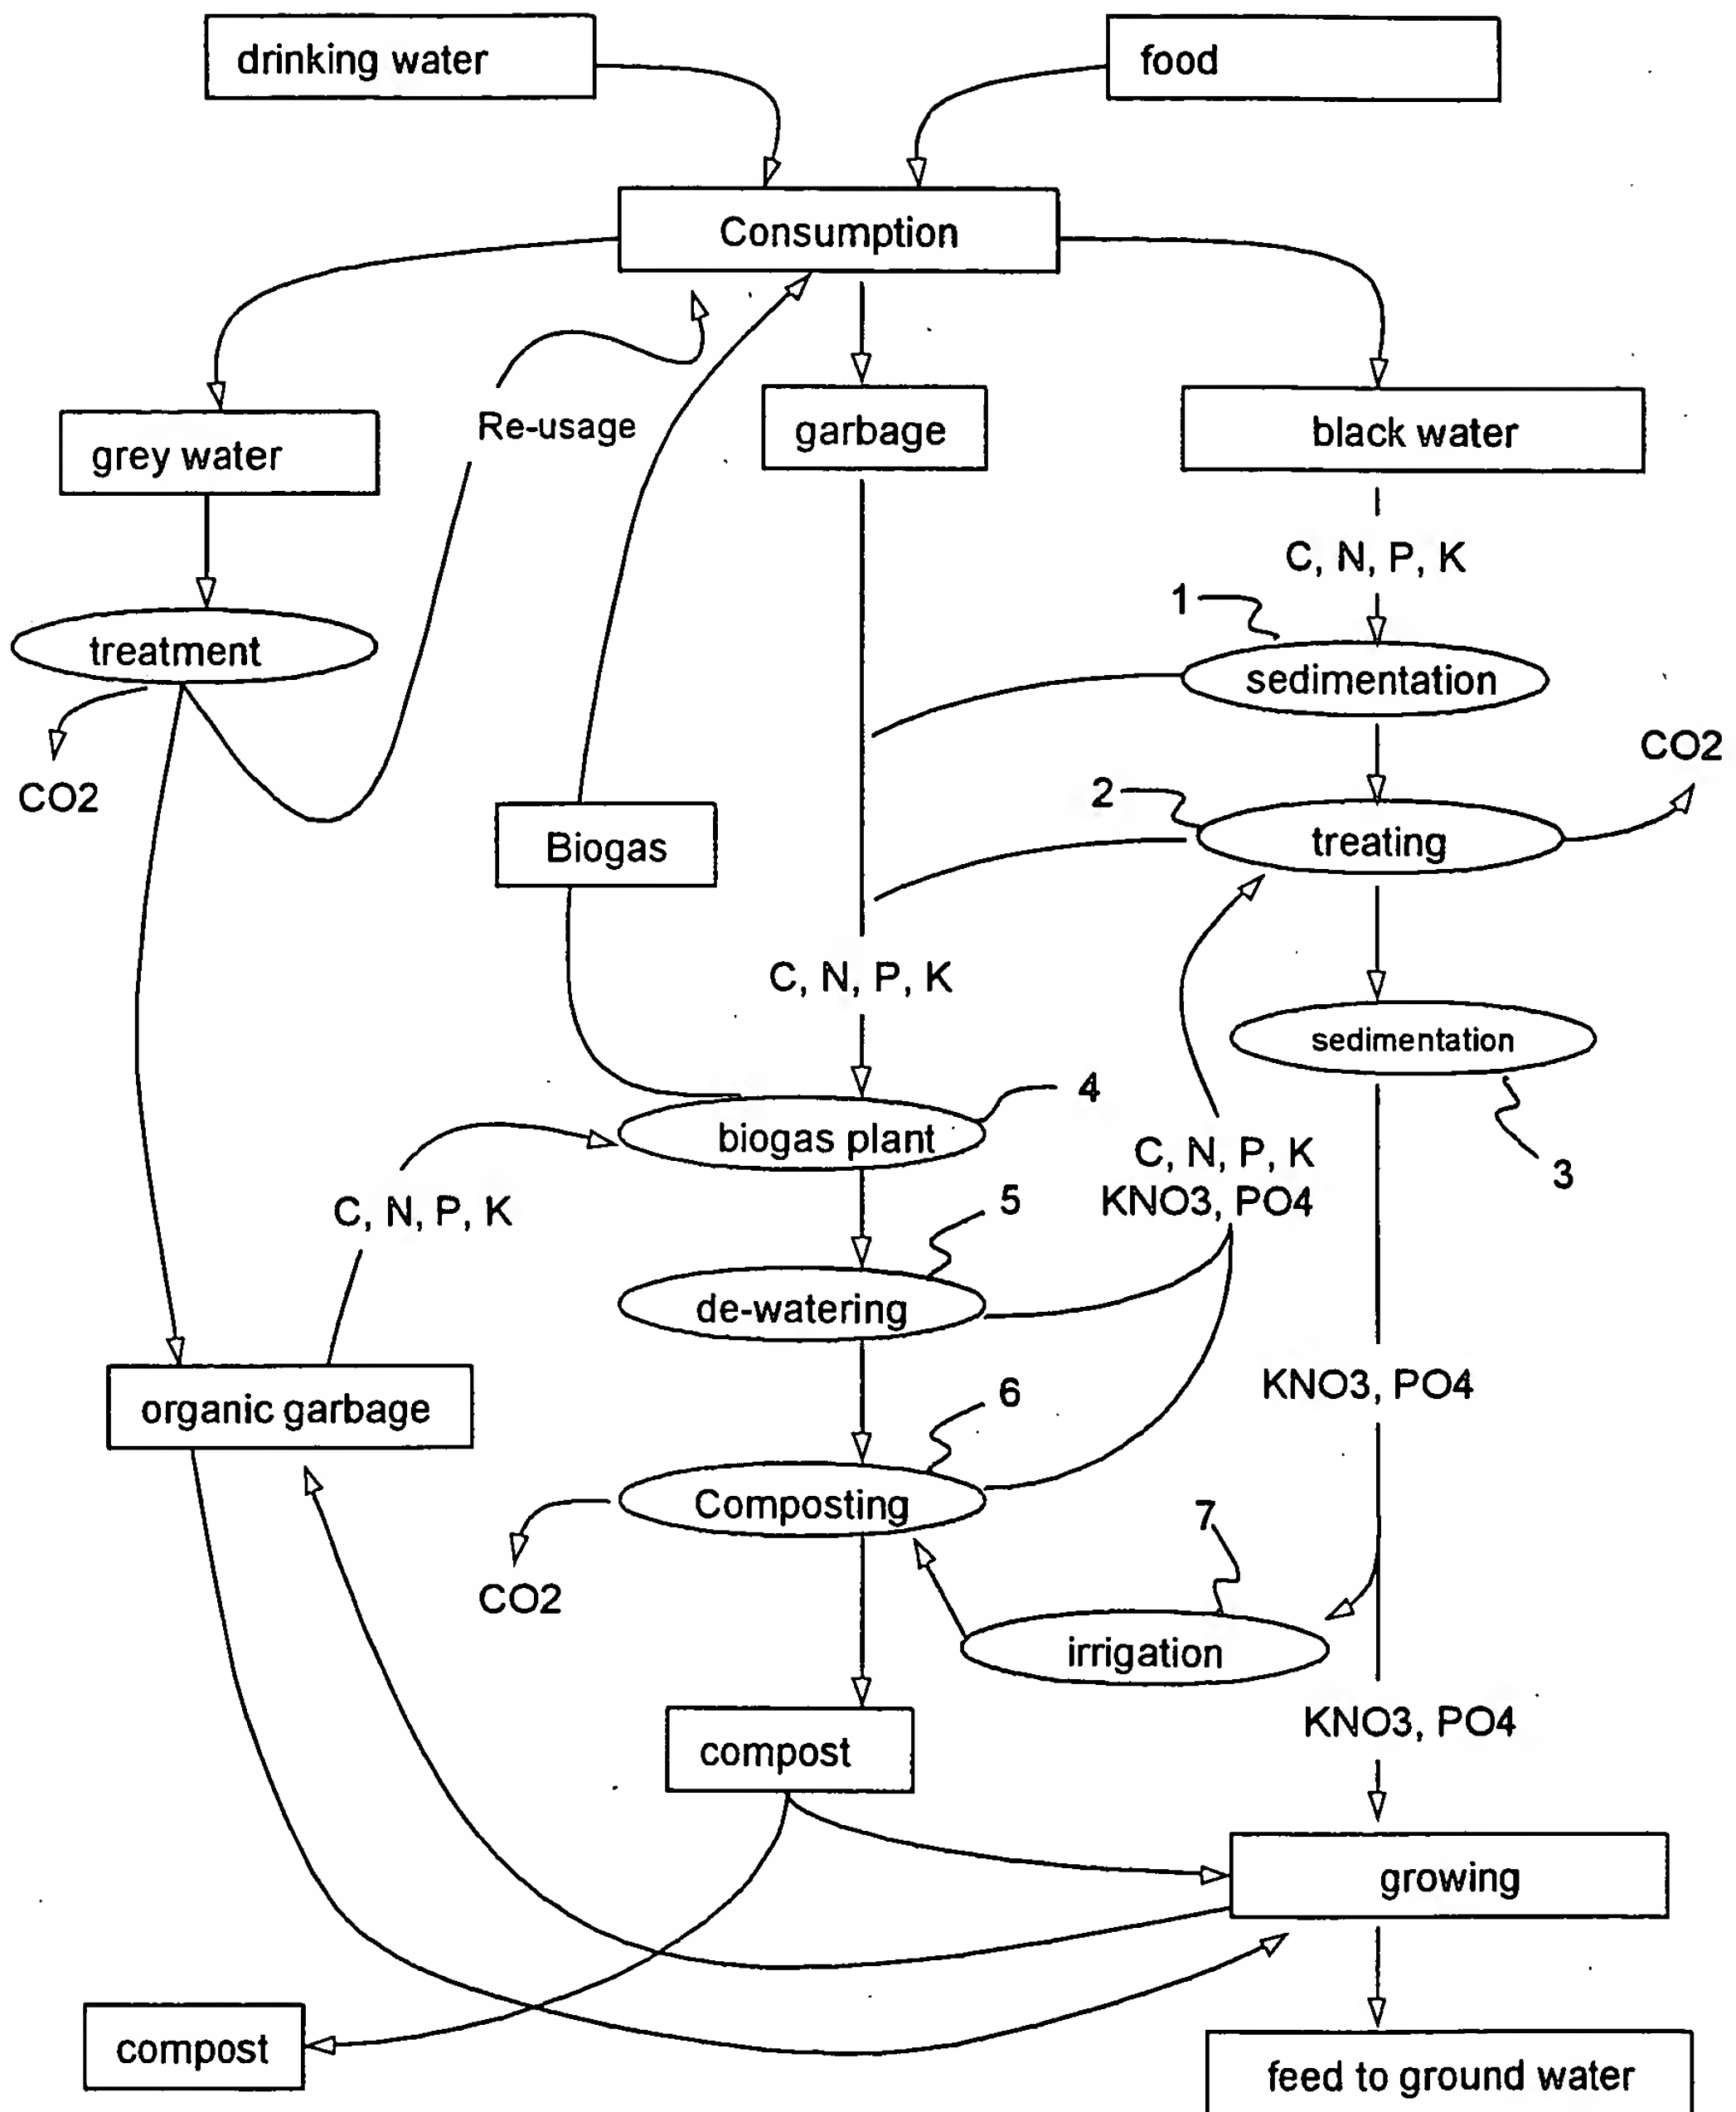 drinking water
food
Consumption
Re-usage
grey water
garbage
black water
C, N, P, K
1
treatment
sedimentation
CO2
CO2
2
treating
Biogas
C, N, P, K
sedimentation
4
biogas plant
C, N, P, K
3
5
KNO3, PO4
C, N, P, K
de-watering
KNO3, PO4
6
organic garbage
Composting
7
CO2
irrigation
KNO3, PO4
compost
growing
compost
feed to ground water